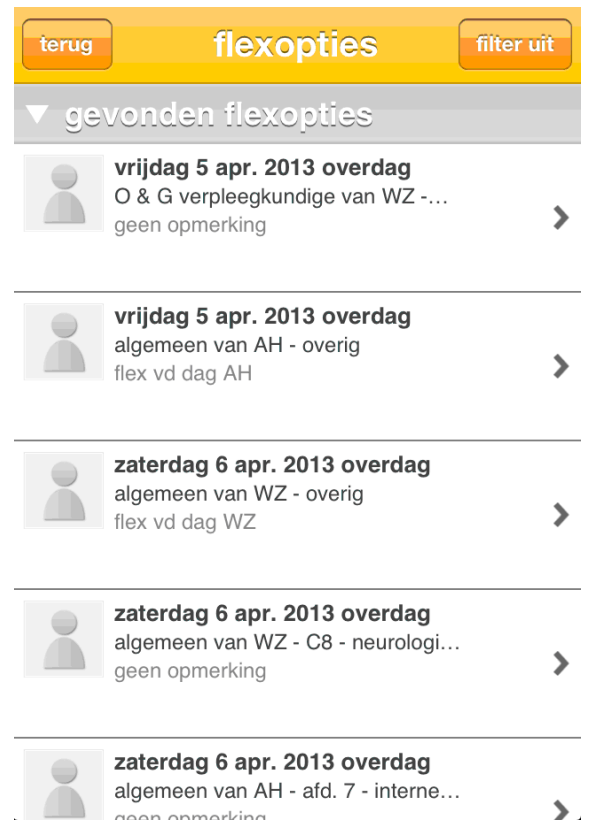 terug
flexopties
filter uit
gevonden flexopties
vrijdag 5 apr. 2013 overdag
O & G verpleegkundige van WZ -...
geen opmerking
vrijdag 5 apr. 2013 overdag
algemeen van AH - overig
flex vd dag AH
zaterdag 6 apr. 2013 overdag
algemeen van WZ - overig
flex vd dag WZ
zaterdag 6 apr. 2013 overdag
algemeen van WZ - C8 - neurologi...
geen opmerking
zaterdag 6 apr. 2013 overdag
algemeen van AH - afd. 7 - interne...
geen opmerking